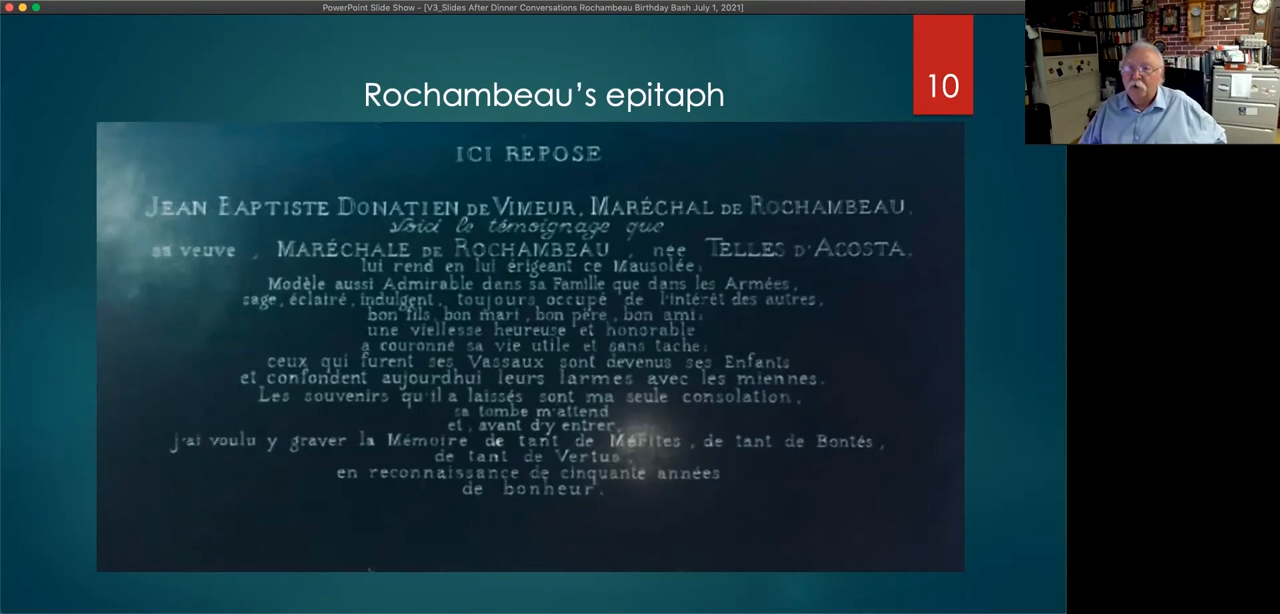 PowerPoint Slide Show - [V3_Slides After Dinner Conversations Rochambeau Birthday Bash July 1, 2021]
10
Rochambeau's epitaph
ICI REPOSE
JEAN BAPTISTE DONATIEN DE VIMEUR, MARÉCHAL DE ROCHAMBEAU.
Voici le témoignage que
sa veuve , MARÉCHALE DE ROCHAMBEAU , née TELLES D'ACOSTA,
lui rend en lui érigeant ce Mausolée;
Modèle aussi Admirable dans sa Famille que dans les Armées,
sage, éclairé, indulgent, toujours occupé de l'intérêt des autres,
bon fils, bon mari, bon père, bon ami;
une viellesse heureuse et honorable
a couronné sa vie utile et sans tache;
ceux qui furent ses Vassaux sont devenus ses Enfants
et confondent aujourdhui leurs larmes avec les miennes.
Les souvenirs qu'il a laissés sont ma seule consolation,
sa tombe m'attend
et, avant d'y entrer,
j'ai voulu y graver la Mémoire de tant de Mérites, de tant de Bontés,
de tant de Vertus,
en reconnaissance de cinquante années
de bonheur.